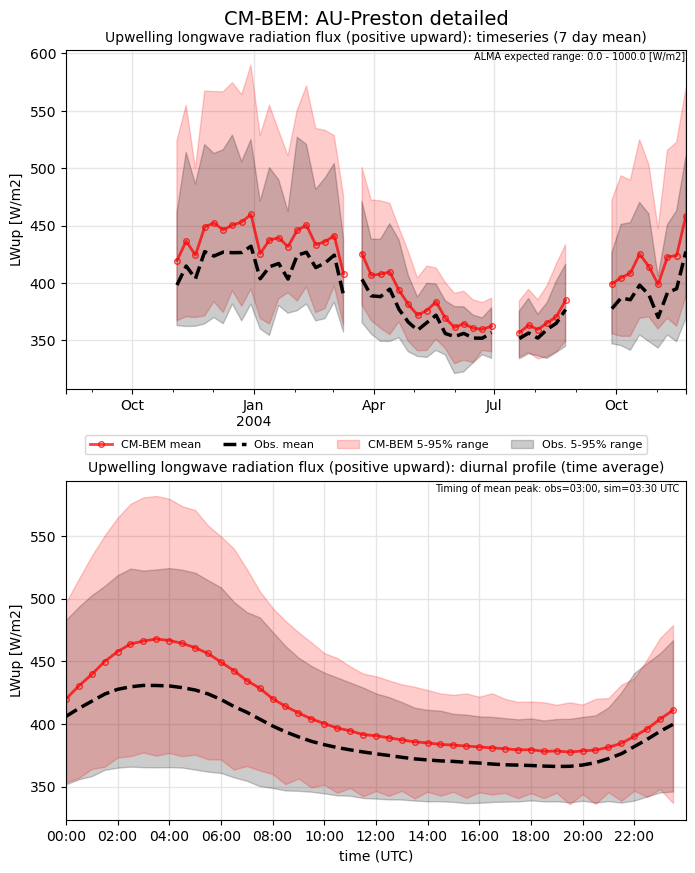 CM-BEM: AU-Preston detailed
Upwelling longwave radiation flux (positive upward): timeseries (7 day mean)
ALMA expected range: 0.0 - 1000.0 [W/m2]
LWup [W/m2]
600
550
500
450
400
350
Oct
Jan
2004
Apr
Jul
Oct
CM-BEM mean
Obs. mean
CM-BEM 5-95% range
Obs. 5-95% range
Upwelling longwave radiation flux (positive upward): diurnal profile (time average)
Timing of mean peak: obs=03:00, sim=03:30 UTC
LWup [W/m2]
550
500
450
400
350
00:00
02:00
04:00
06:00
08:00
10:00
12:00
14:00
16:00
18:00
20:00
22:00
time (UTC)